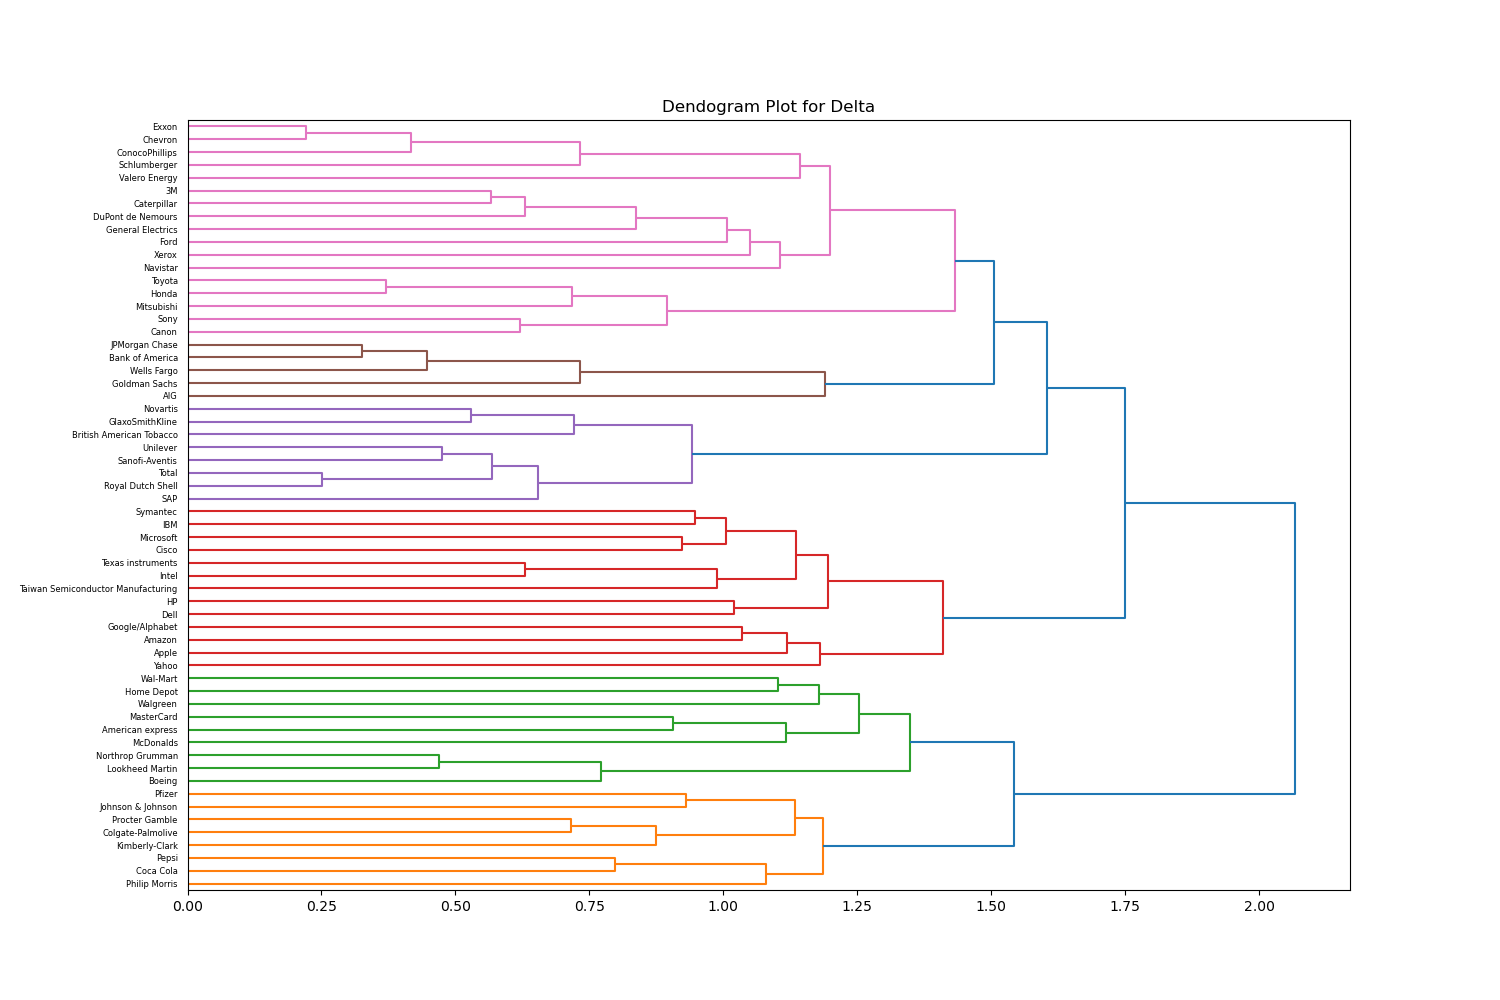 Dendogram Plot for Delta
Exxon
Chevron
ConocoPhillips
Schlumberger
Valero Energy
3M
Caterpillar
DuPont de Nemours
General Electrics
Ford
Xerox
Navistar
Toyota
Honda
Mitsubishi
Sony
Canon
JPMorgan Chase
Bank of America
Wells Fargo
Goldman Sachs
AIG
Novartis
GlaxoSmithKline
British American Tobacco
Unilever
Sanofi-Aventis
Total
Royal Dutch Shell
SAP
Symantec
IBM
Microsoft
Cisco
Texas instruments
Intel
Taiwan Semiconductor Manufacturing
HP
Dell
Google/Alphabet
Amazon
Apple
Yahoo
Wal-Mart
Home Depot
Walgreen
MasterCard
American express
McDonalds
Northrop Grumman
Lookheed Martin
Boeing
Pfizer
Johnson & Johnson
Procter Gamble
Colgate-Palmolive
Kimberly-Clark
Pepsi
Coca Cola
Philip Morris
0.00 0.25 0.50 0.75 1.00 1.25 1.50 1.75 2.00